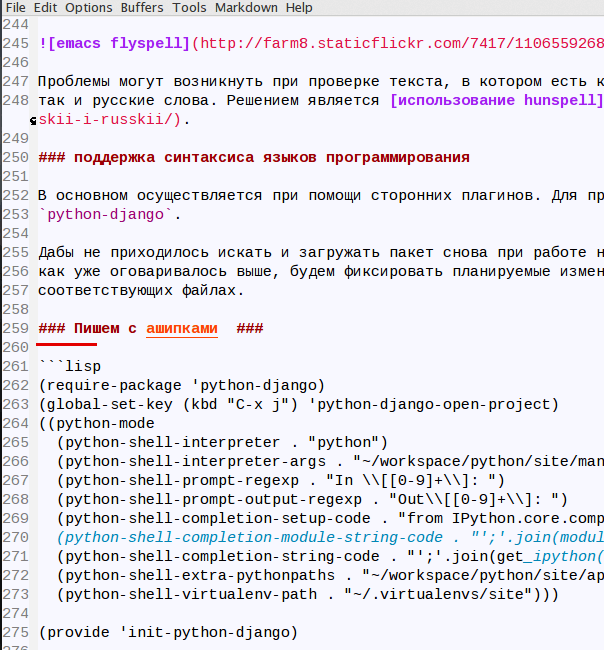 File Edit Options Buffers Tools Markdown Help
244
245 ![emacs flyspell](http://farm8.staticflickr.com/7417/1106559268
246
247 Проблемы могут возникнуть при проверке текста, в котором есть к
248 так и русские слова. Решением является [использование hunspell]
skii-i-russkii/).
249
250 ### поддержка синтаксиса языков программирования
251
252 В основном осуществляется при помощи сторонних плагинов. Для пр
253 `python-django`.
254
255 Дабы не приходилось искать и загружать пакет снова при работе н
256 как уже оговаривалось выше, будем фиксировать планируемые измен
257 соответствующих файлах.
258
259 ### Пишем с ашипками  ###
260
261 ```lisp
262 (require-package 'python-django)
263 (global-set-key (kbd "C-x j") 'python-django-open-project)
264 ((python-mode
265   (python-shell-interpreter . "python")
266   (python-shell-interpreter-args . "~/workspace/python/site/man
267   (python-shell-prompt-regexp . "In \\[[0-9]+\\]: ")
268   (python-shell-prompt-output-regexp . "Out\\[[0-9]+\\]: ")
269   (python-shell-completion-setup-code . "from IPython.core.comp
270   (python-shell-completion-module-string-code . "';'.join(modul
271   (python-shell-completion-string-code . "';'.join(get_ipython(
272   (python-shell-extra-pythonpaths . "~/workspace/python/site/ap
273   (python-shell-virtualenv-path . "~/.virtualenvs/site")))
274
275 (provide 'init-python-django)
276